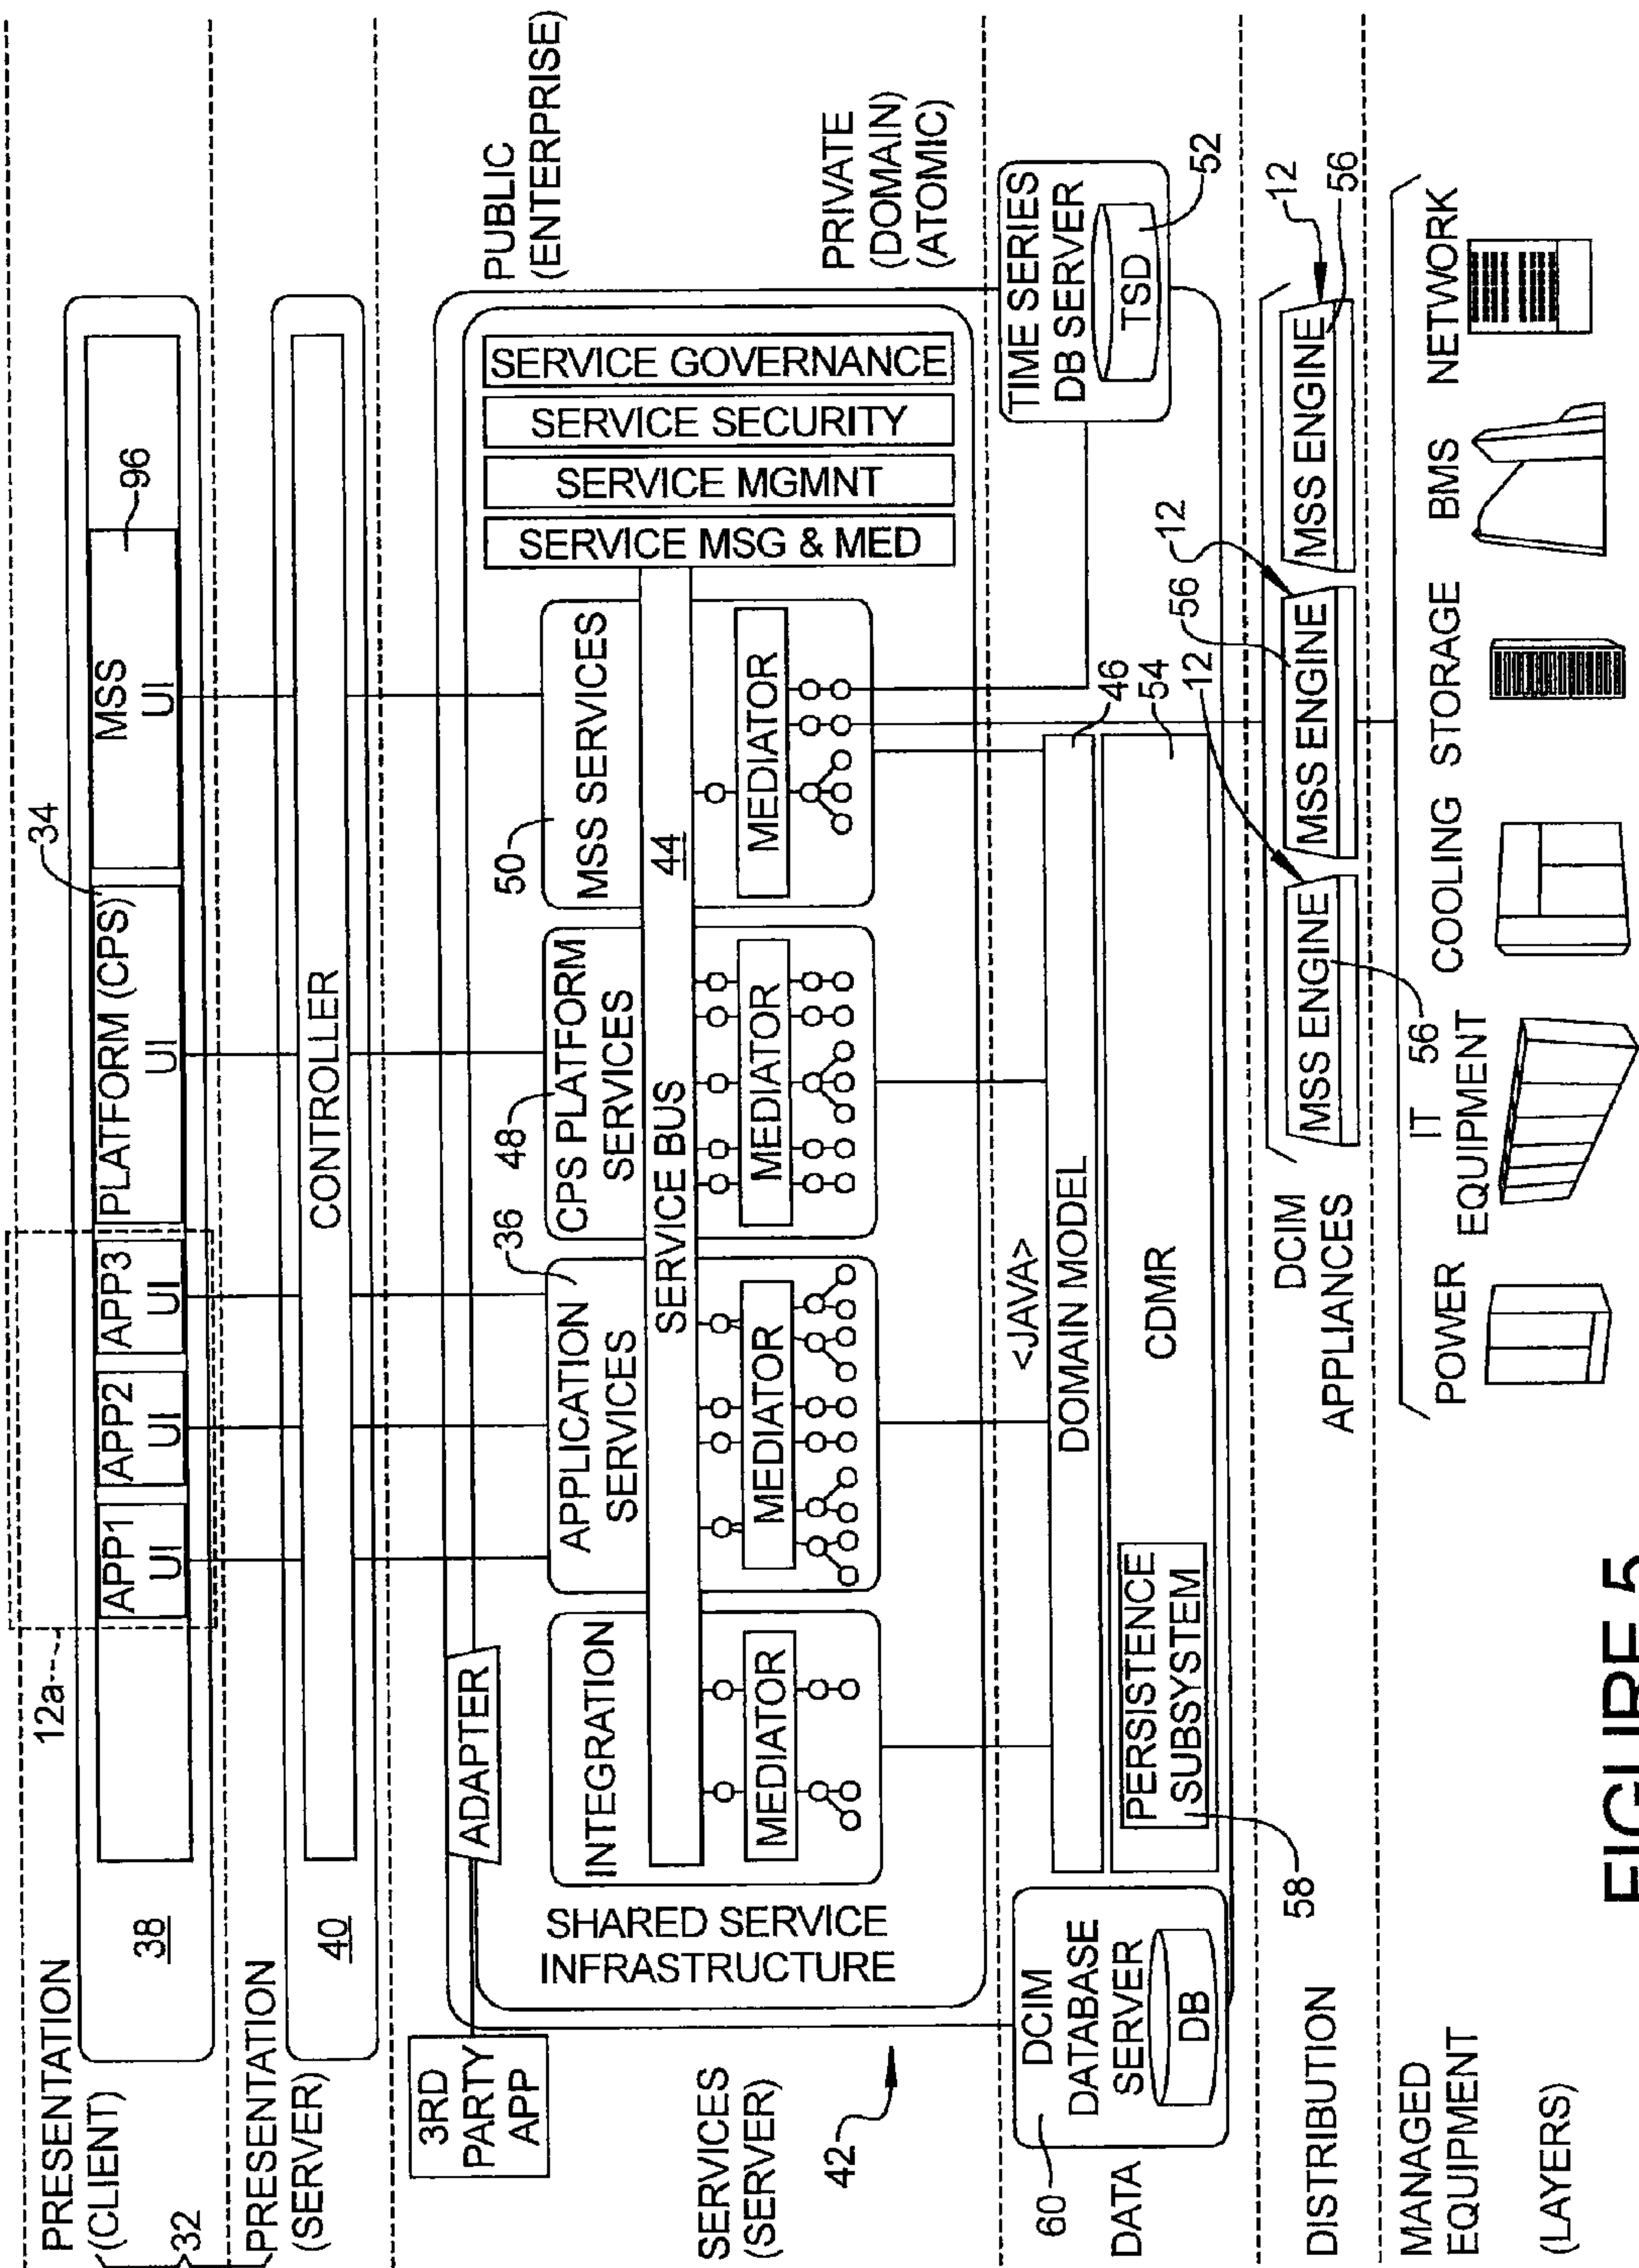 PRESENTATION
(CLIENT)
32
38
12a
APP1
UI
APP2
UI
APP3
UI
PLATFORM (CPS)
UI
34
MSS
UI
96
PRESENTATION
(SERVER)
40
CONTROLLER
3RD
PARTY
APP
ADAPTER
PUBLIC
(ENTERPRISE)
SERVICES
(SERVER)
42
SHARED SERVICE
INFRASTRUCTURE
INTEGRATION
MEDIATOR
APPLICATION
SERVICES
36
MEDIATOR
48
CPS PLATFORM
SERVICES
MEDIATOR
50
MSS SERVICES
MEDIATOR
SERVICE BUS
44
SERVICE GOVERNANCE
SERVICE SECURITY
SERVICE MGMNT
SERVICE MSG & MED
PRIVATE
(DOMAIN)
(ATOMIC)
DATA
60
DCIM
DATABASE
SERVER
DB
<JAVA>
DOMAIN MODEL
46
CDMR
54
PERSISTENCE
SUBSYSTEM
58
TIME SERIES
DB SERVER
TSD
52
DISTRIBUTION
DCIM
APPLIANCES
MSS ENGINE
12
56
MSS ENGINE
12
56
MSS ENGINE
12
56
MANAGED
EQUIPMENT
POWER
IT
EQUIPMENT
COOLING
STORAGE
BMS
NETWORK
(LAYERS)
FIGURE 5